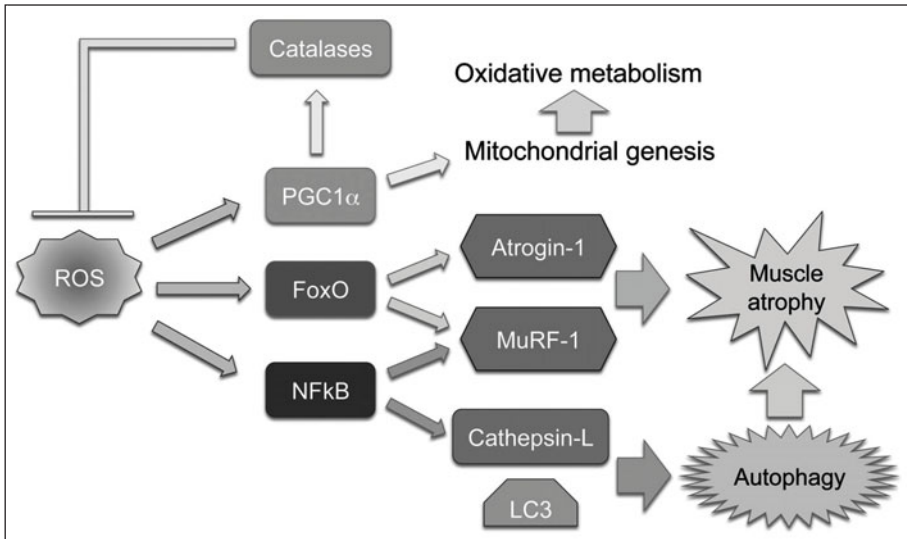 Catalases
Oxidative metabolism
Mitochondrial genesis
PGC1α
ROS
Atrogin-1
FoxO
Muscle
atrophy
MuRF-1
NFkB
Cathepsin-L
Autophagy
LC3